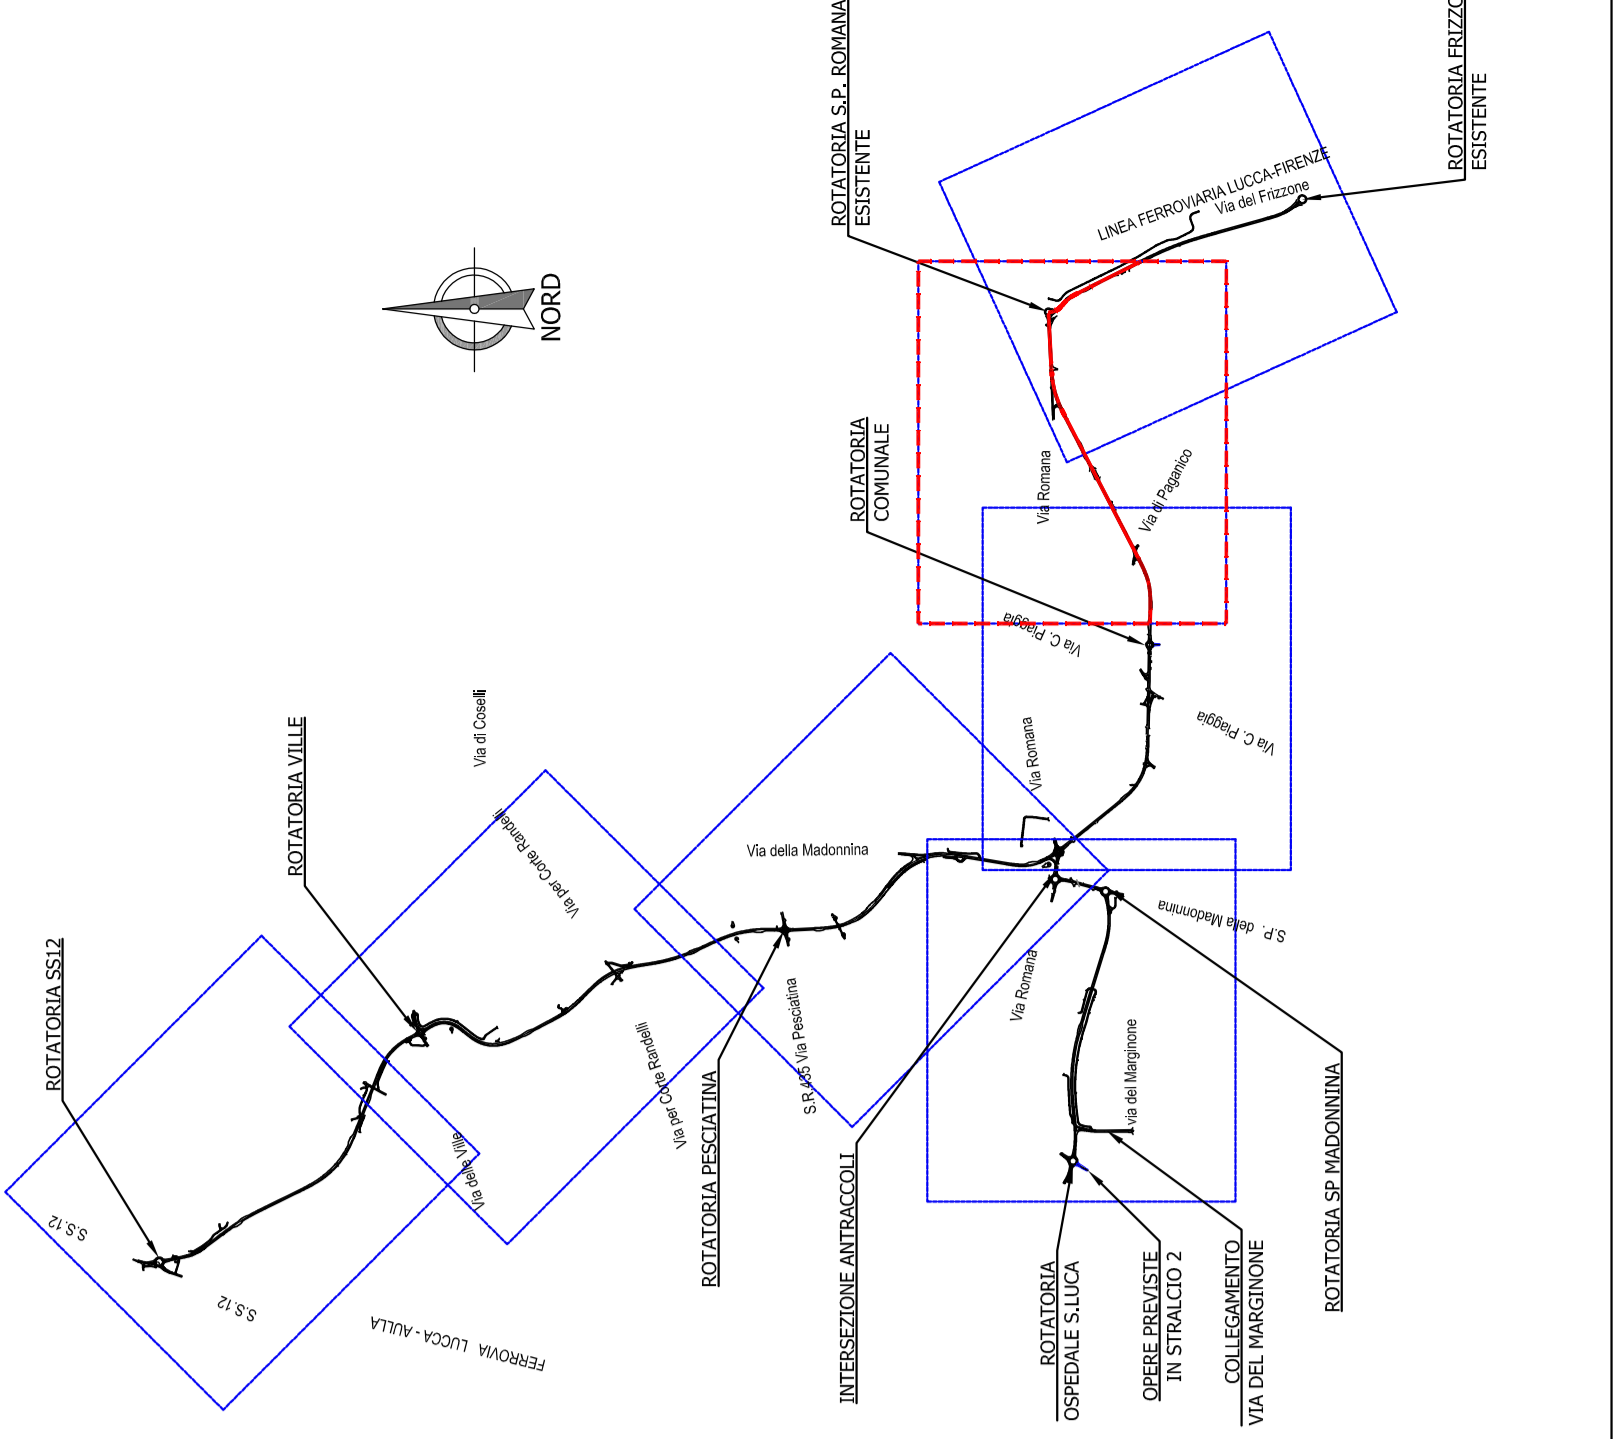 ROTATORIA SS12
ROTATORIA VILLE
Via di Coselli
NORD
ROTATORIA S.P. ROMANA
ESISTENTE
ROTATORIA
ESISTENTE
LINEA FERROVIARIA LUCCA-FIRENZE
Via del Frizzone
ROTATORIA
COMUNALE
Via Romana
Via di Paganico
Via C. Piaggia
Via C. Piaggia
Via Romana
Via per Corte Randelli
Via della Madonnina
S.P. della Madonnina
Via Romana
via del Marginone
S.R.435 Via Pesciatina
Via per Corte Randelli
Via delle Ville
S.S.12
S.S.12
FERROVIA LUCCA - AULLA
ROTATORIA PESCIATINA
INTERSEZIONE ANTRACCOLI
ROTATORIA
OSPEDALE S.LUCA
OPERE PREVISTE
IN STRALCIO 2
COLLEGAMENTO
VIA DEL MARGINONE
ROTATORIA SP MADONNINA